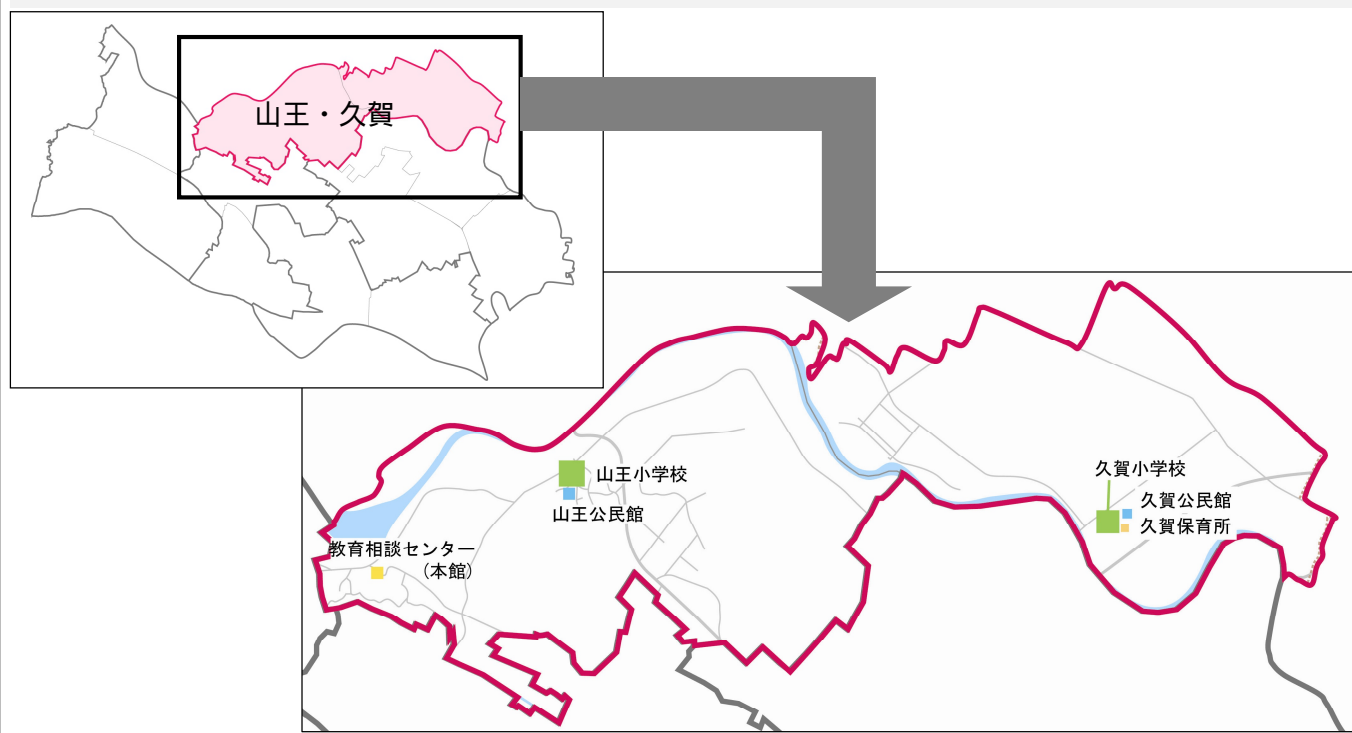 山王・久賀
山王小学校
山王公民館
教育相談センター
（本館）
久賀小学校
久賀公民館
久賀保育所